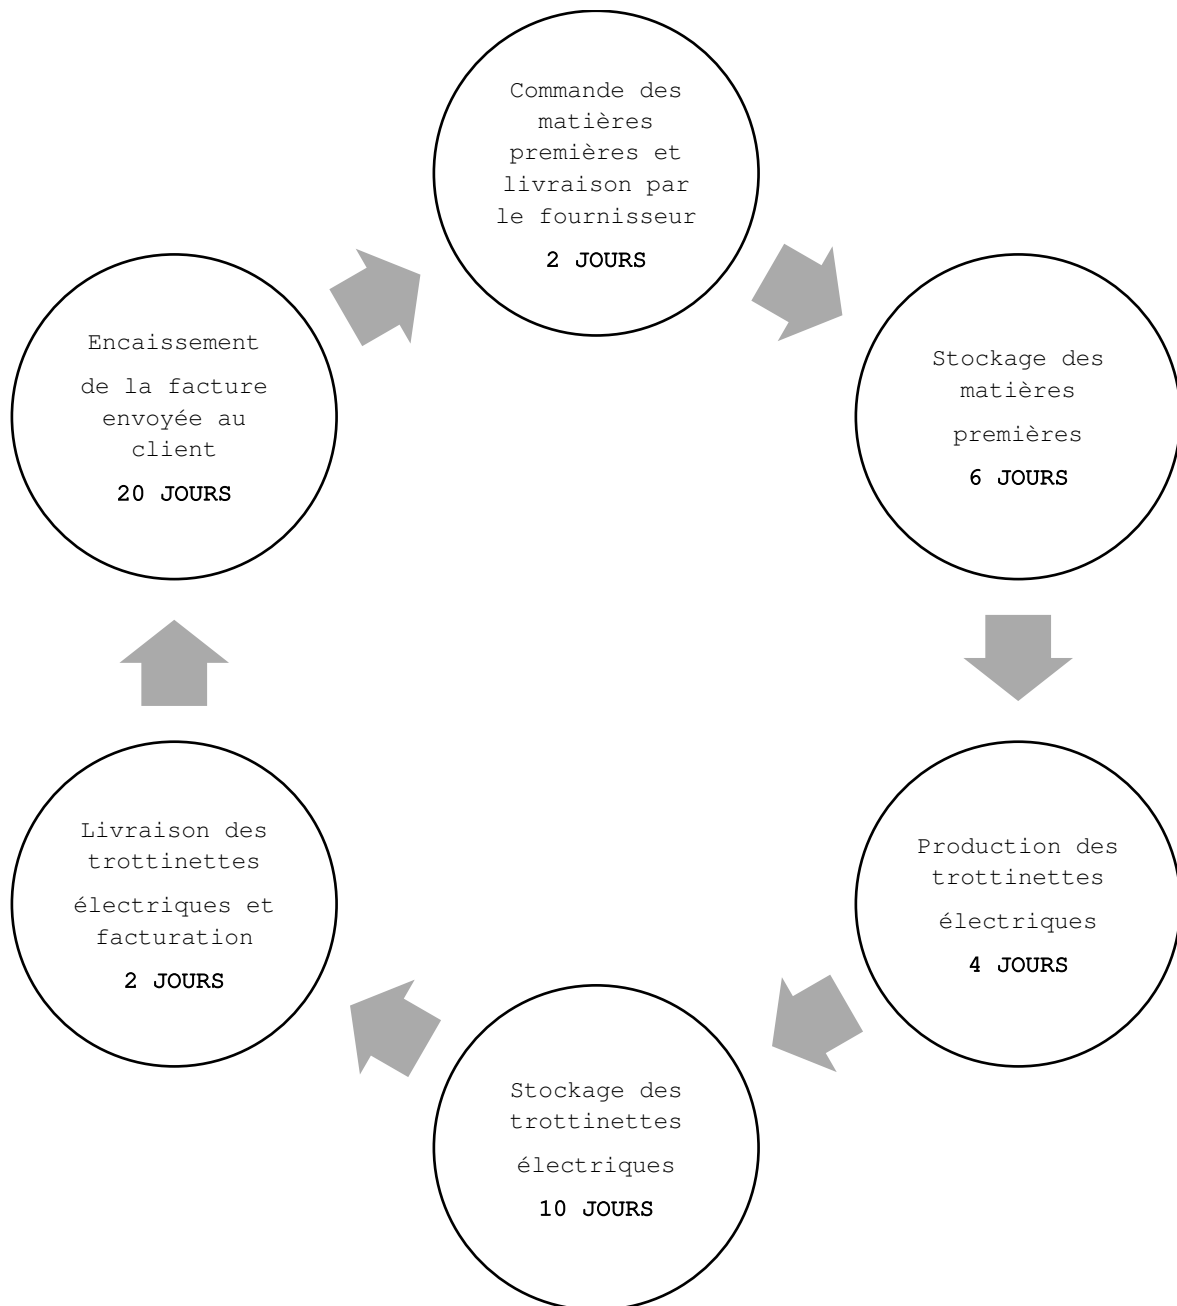 Commande des
matières
premières et
livraison par
le fournisseur
2 JOURS
Stockage des
matières
premières
6 JOURS
Production des
trottinettes
électriques
4 JOURS
Stockage des
trottinettes
électriques
10 JOURS
Livraison des
trottinettes
électriques et
facturation
2 JOURS
Encaissement
de la facture
envoyée au
client
20 JOURS